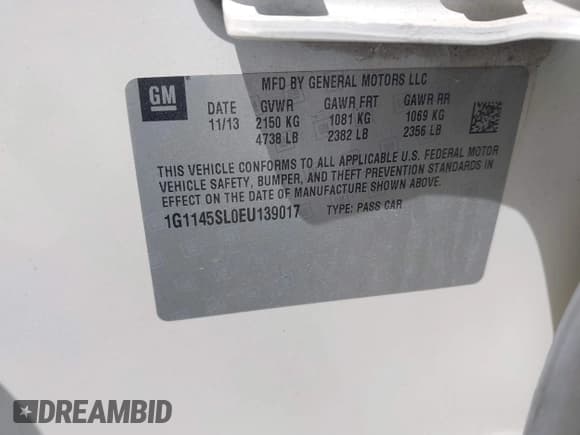 GM
MFD BY GENERAL MOTORS LLC
DATE GVWR GAWR FRT GAWR RR
11/13 2150 KG 1081 KG 1069 KG
4738 LB 2382 LB 2356 LB
THIS VEHICLE CONFORMS TO ALL APPLICABLE U.S. FEDERAL MOTOR
VEHICLE SAFETY, BUMPER, AND THEFT PREVENTION STANDARDS IN
EFFECT ON THE DATE OF MANUFACTURE SHOWN ABOVE.
1G1145SL0EU139017 TYPE: PASS CAR
DREAMBID